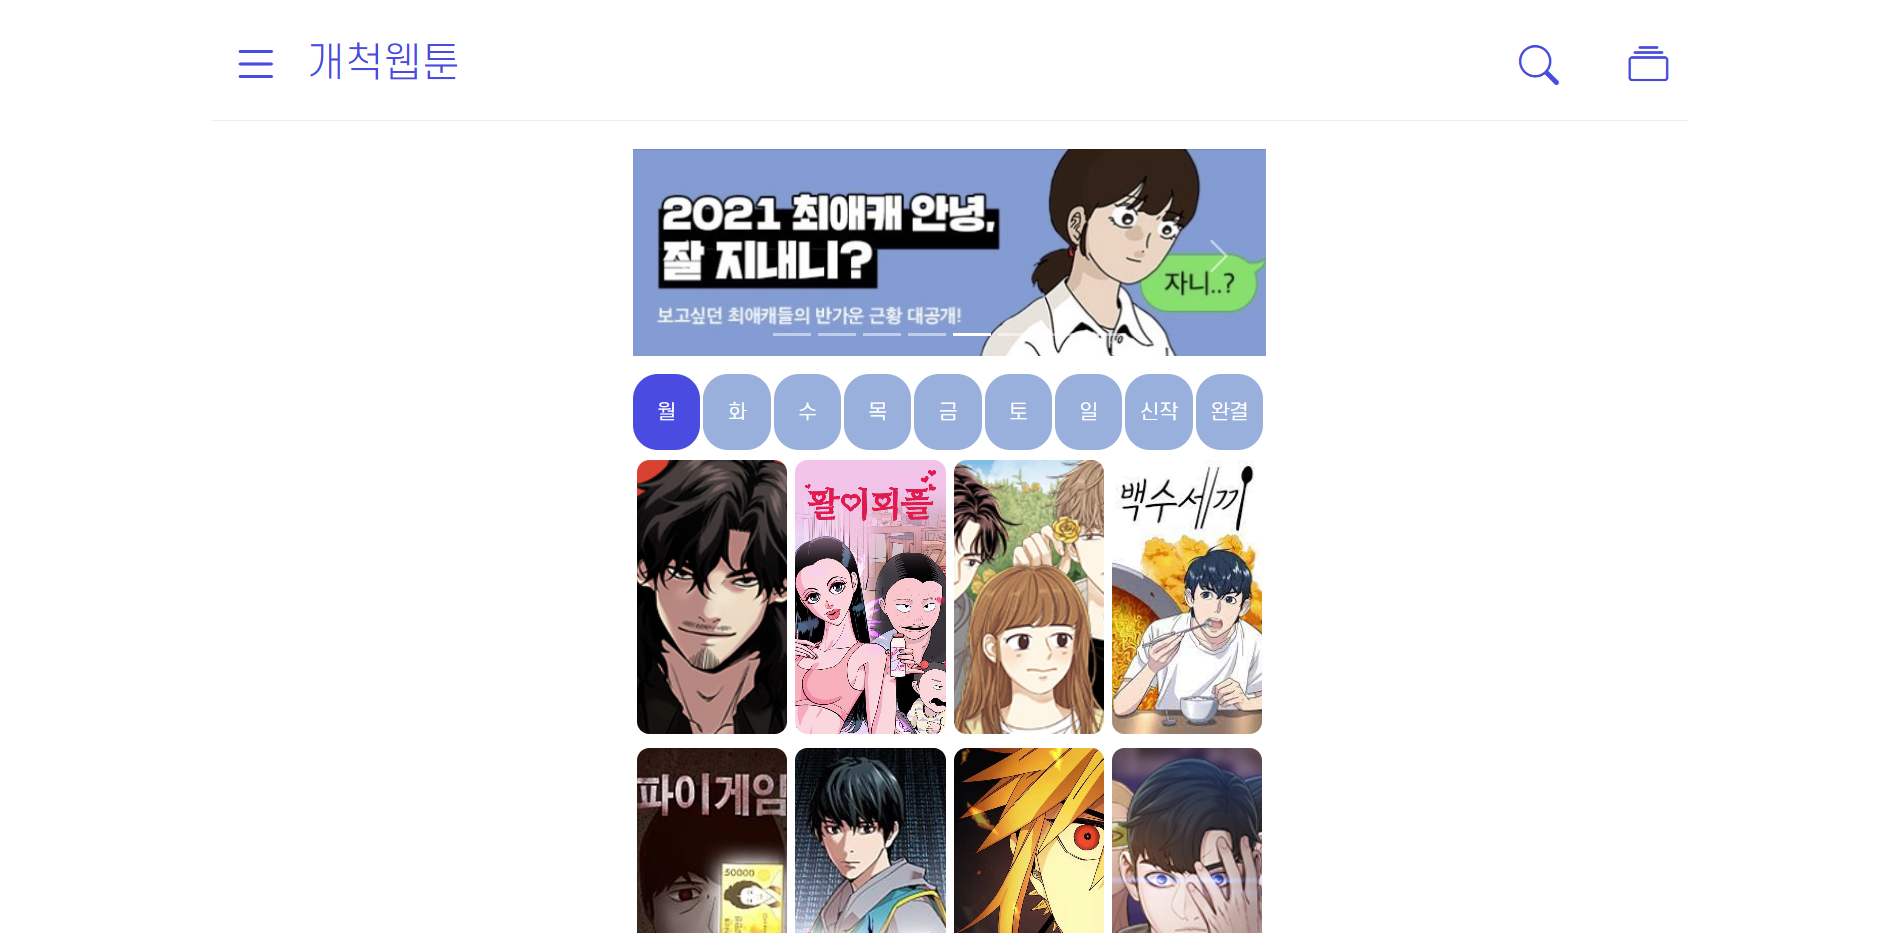 개척웹툰
2021 최애캐 안녕,
잘 지내니?
자니..?
보고싶던 최애캐들의 반가운 근황 대공개!
월 화 수 목 금 토 일 신작 완결
팔이피플
백수세끼
파이게임
50000